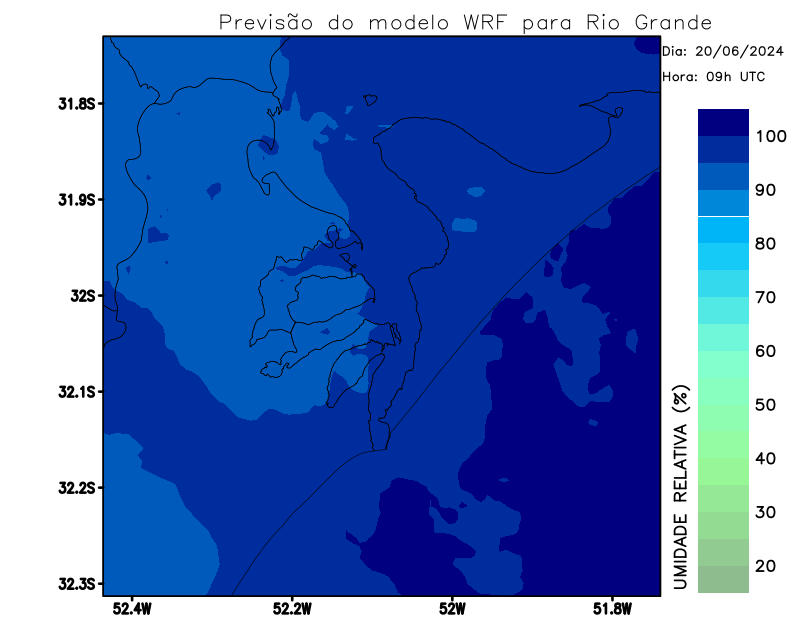 Previsão do modelo WRF para Rio Grande
Dia: 20/06/2024
Hora: 09h UTC
31.8S
31.9S
32S
32.1S
32.2S
32.3S
52.4W 52.2W 52W 51.8W
100
90
80
70
60
50
40
30
20
UMIDADE RELATIVA (%)